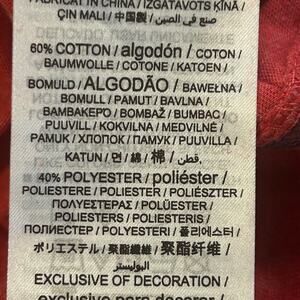 FABRICAT IN CHINA / IZGATAVOTS ĶĪNĀ /
ÇIN MALI / 中国製 / صنع في الصين
60% COTTON / algodón / COTON /
BAUMWOLLE / COTONE / KATOEN /
BOMULD / ALGODÃO / BAWEŁNA /
BOMULL / PAMUT / BAVLNA /
ΒΑΜΒΑΚΕΡΟ / BOMBAŽ / BUMBAC /
PUUVILL / KOKVILNA / MEDVILNĖ /
PAMUK / ХЛОПОК / ПАМУК / PUUVILLA /
KATUN / 면 / 綿 / 棉 / قطن /
40% POLYESTER / poliéster /
POLIESTERE / POLIESTER / POLIÉSZTER /
ΠΟΛΥΕΣΤΕΡΑΣ / POLÜESTER /
POLIESTERS / POLIESTERIS /
ПОЛИЕСТЕР / POLYESTERI / 폴리에스터 /
ポリエステル / 聚酯纖維 / 聚酯纤维 /
البوليستر
EXCLUSIVE OF DECORATION /
exclusivo para decorar /